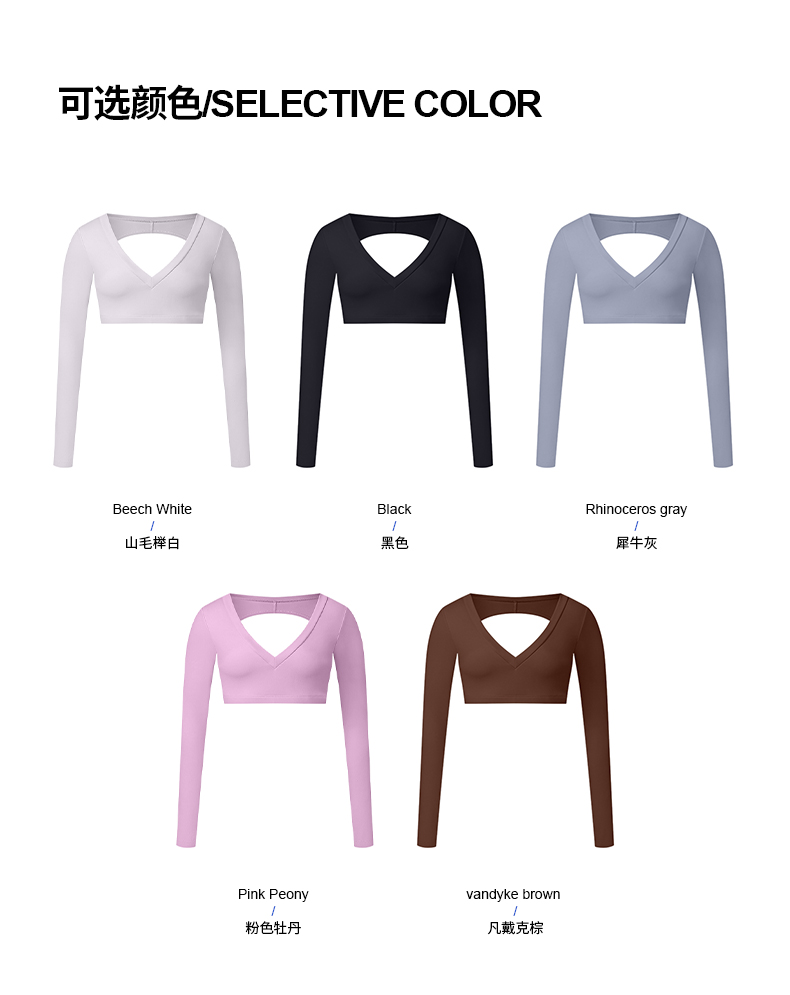 可选颜色/SELECTIVE COLOR
Beech White
/
山毛榉白
Black
/
黑色
Rhinoceros gray
/
犀牛灰
Pink Peony
/
粉色牡丹
vandyke brown
/
凡戴克棕